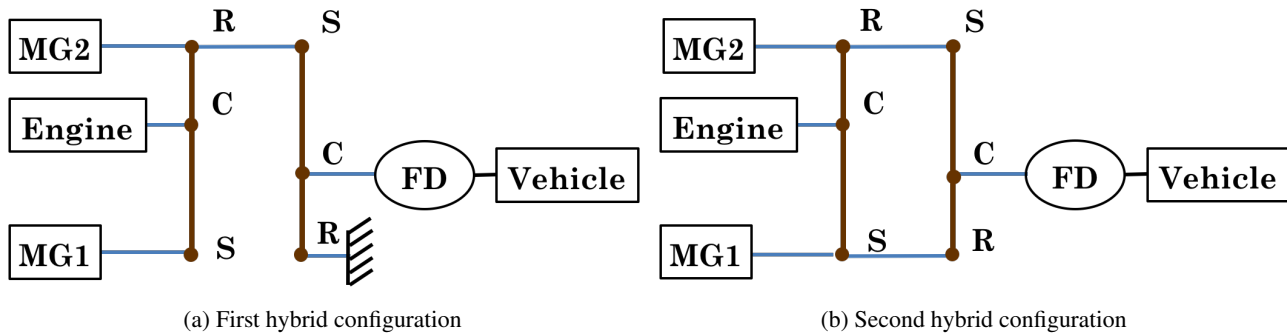 R S
MG2
C
Engine
C
FD Vehicle
R
MG1 S
R S
MG2
C
Engine
C
FD Vehicle
MG1 S R
(a) First hybrid configuration
(b) Second hybrid configuration